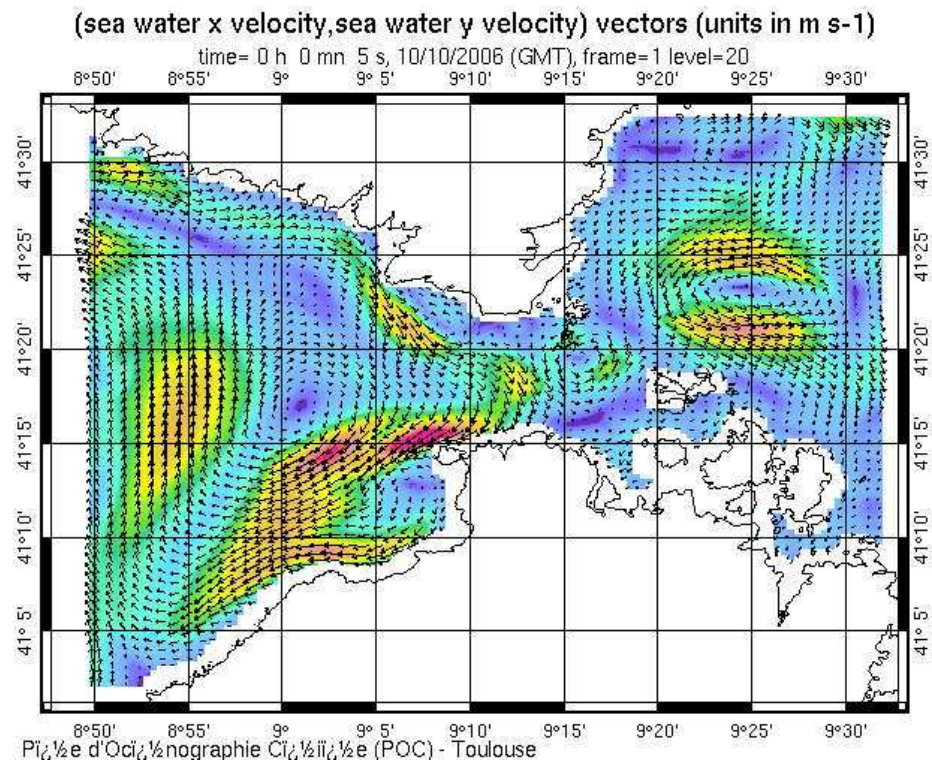 (sea water x velocity,sea water y velocity) vectors (units in m s-1)
time= 0 h 0 mn 5 s, 10/10/2006 (GMT), frame=1 level=20
8°50' 8°55' 9° 9° 5' 9°10' 9°15' 9°20' 9°25' 9°30'
41°30' 41°30'
41°25' 41°25'
41°20' 41°20'
41°15' 41°15'
41°10' 41°10'
41° 5' 41° 5'
8°50' 8°55' 9° 9° 5' 9°10' 9°15' 9°20' 9°25' 9°30'
Pï¿½e d'Ocï¿½nographie Cï¿½iï¿½e (POC) - Toulouse